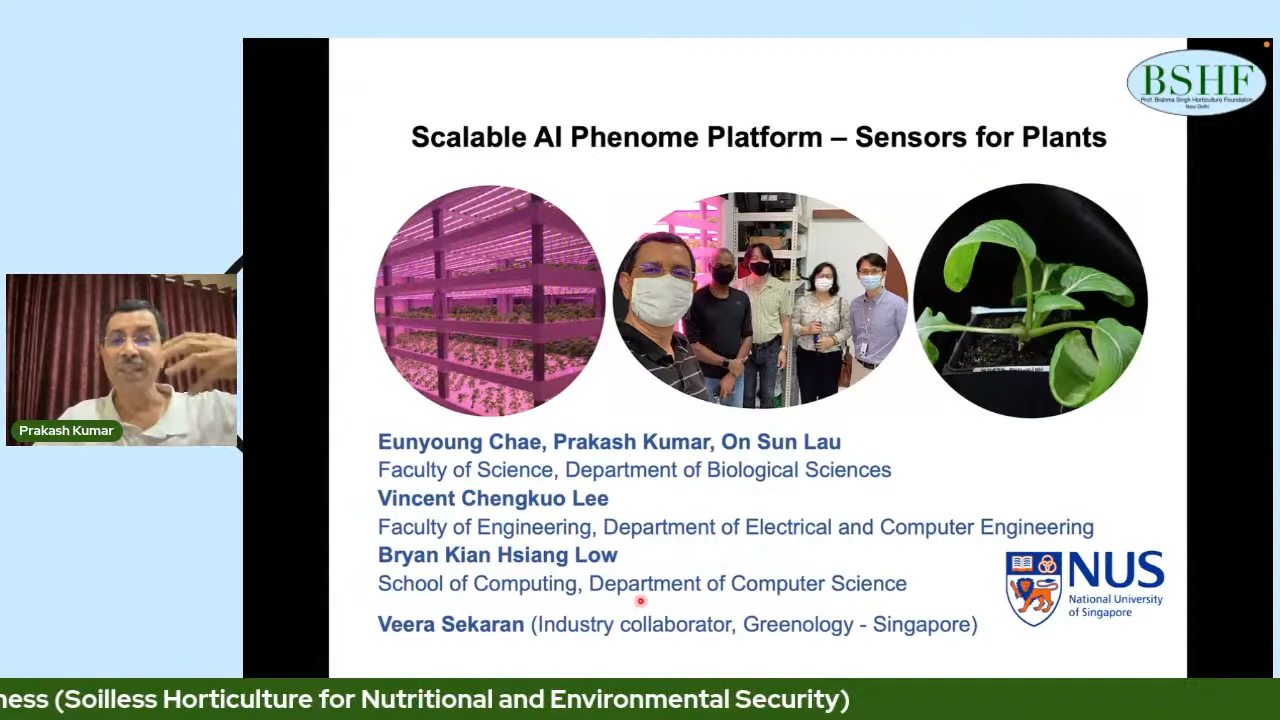 BSHF
Prof. Brahma Singh Horticulture Foundation
New Delhi
Scalable AI Phenome Platform – Sensors for Plants
Prakash Kumar
Eunyoung Chae, Prakash Kumar, On Sun Lau
Faculty of Science, Department of Biological Sciences
Vincent Chengkuo Lee
Faculty of Engineering, Department of Electrical and Computer Engineering
Bryan Kian Hsiang Low
School of Computing, Department of Computer Science
Veera Sekaran (Industry collaborator, Greenology - Singapore)
NUS
National University
of Singapore
ness (Soilless Horticulture for Nutritional and Environmental Security)